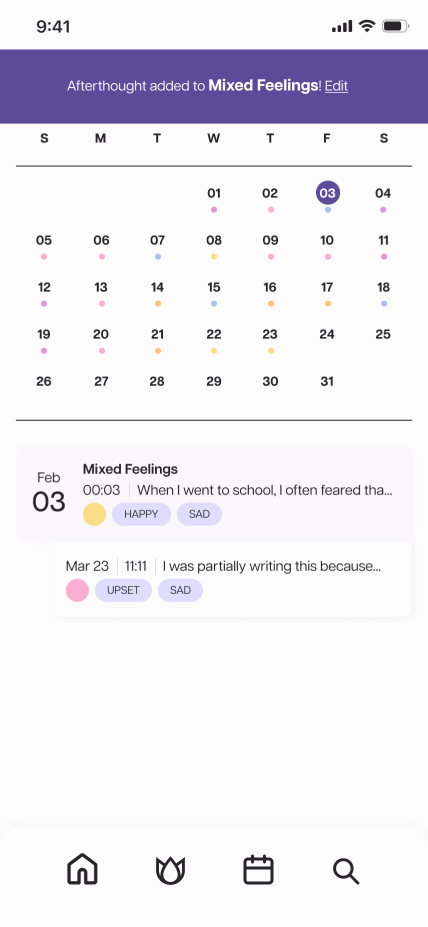 9:41
Afterthought added to Mixed Feelings! Edit
S M T W T F S
01 02 03 04
05 06 07 08 09 10 11
12 13 14 15 16 17 18
19 20 21 22 23 24 25
26 27 28 29 30 31
Mixed Feelings
Feb
03
00:03 When I went to school, I often feared tha...
HAPPY SAD
Mar 23 11:11 I was partially writing this because...
UPSET SAD